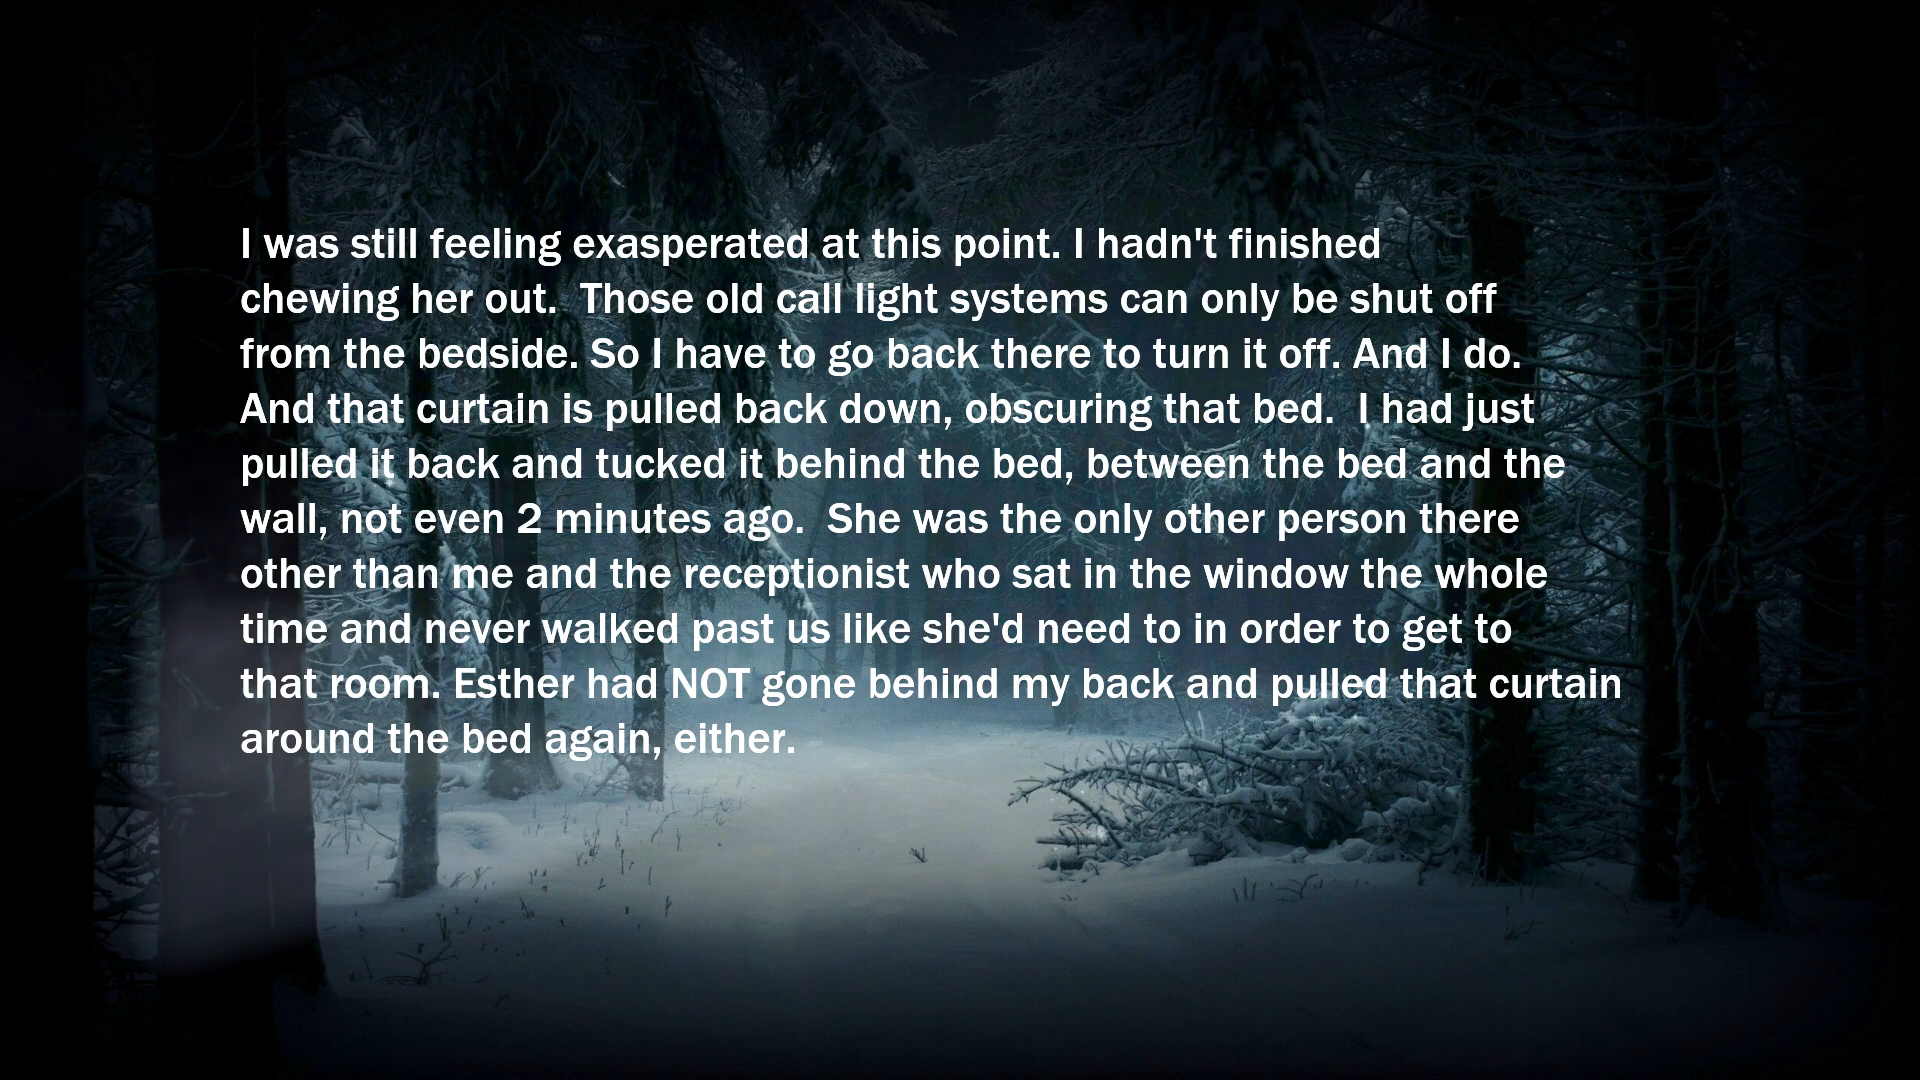 I was still feeling exasperated at this point. I hadn't finished
chewing her out.  Those old call light systems can only be shut off
from the bedside. So I have to go back there to turn it off. And I do.
And that curtain is pulled back down, obscuring that bed.  I had just
pulled it back and tucked it behind the bed, between the bed and the
wall, not even 2 minutes ago.  She was the only other person there
other than me and the receptionist who sat in the window the whole
time and never walked past us like she'd need to in order to get to
that room. Esther had NOT gone behind my back and pulled that curtain
around the bed again, either.